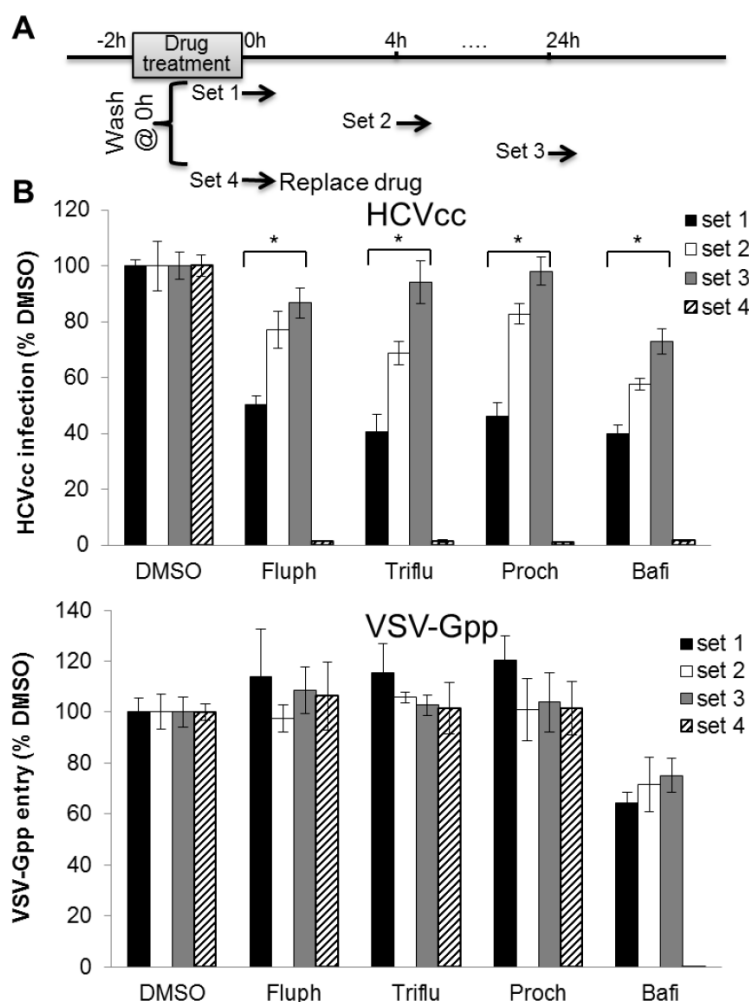 A
-2h Drug treatment 0h 4h .... 24h
Wash @ 0h
Set 1
Set 2
Set 3
Set 4 Replace drug
B
HCVcc
HCVcc infection (% DMSO)
120
100
80
60
40
20
0
* * * *
set 1
set 2
set 3
set 4
DMSO Fluph Triflu Proch Bafi
VSV-Gpp
VSV-Gpp entry (% DMSO)
140
120
100
80
60
40
20
0
set 1
set 2
set 3
set 4
DMSO Fluph Triflu Proch Bafi